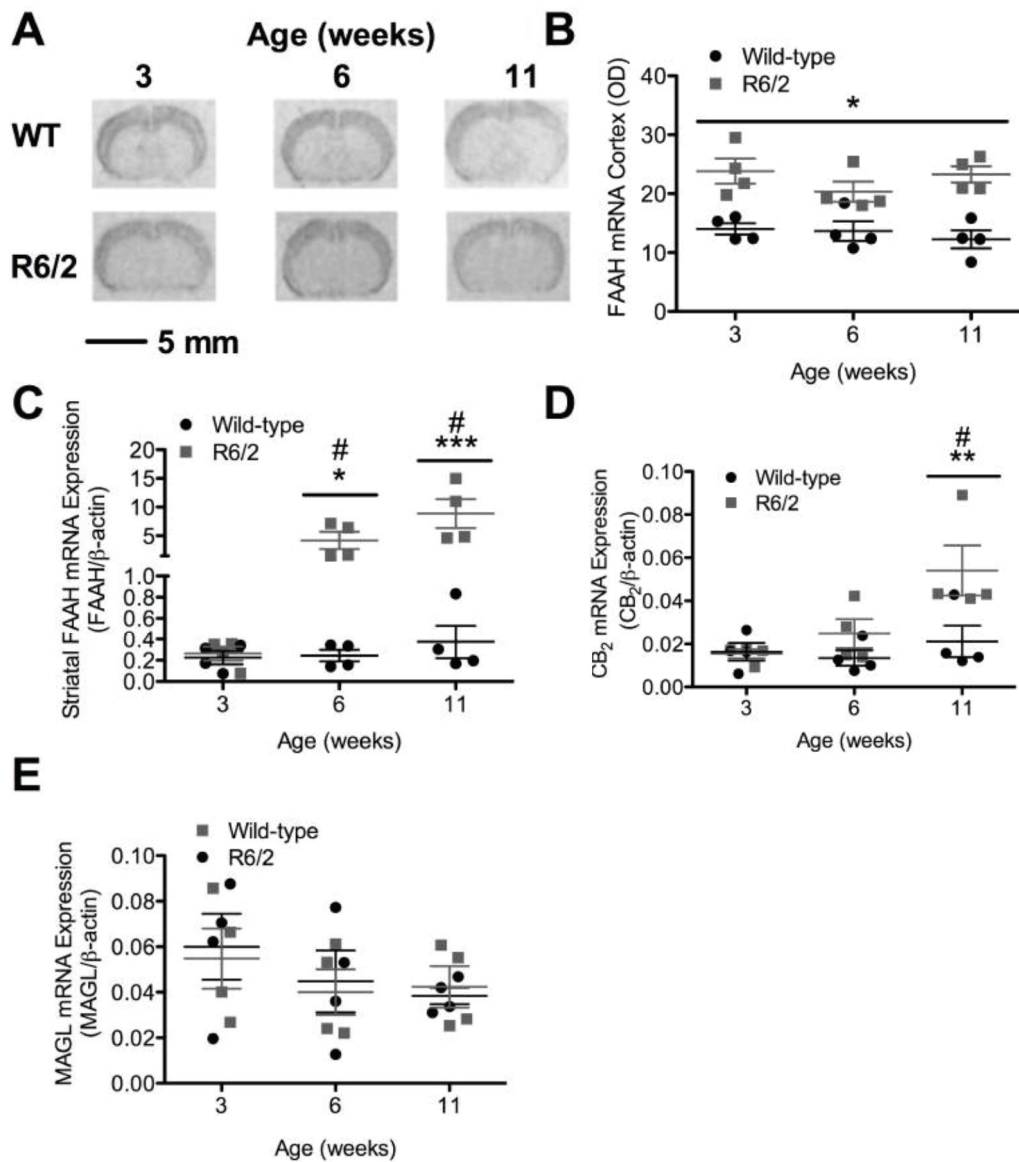 A
Age (weeks)
3 6 11
WT
R6/2
5 mm
B
Wild-type
R6/2
*
FAAH mRNA Cortex (OD)
40
30
20
10
0
3 6 11
Age (weeks)
C
Wild-type
R6/2
#
*
#
***
Striatal FAAH mRNA Expression
(FAAH/β-actin)
20
15
10
5
1.0
0.8
0.6
0.4
0.2
0.0
3 6 11
Age (weeks)
D
Wild-type
R6/2
#
**
CB₂ mRNA Expression
(CB₂/β-actin)
0.10
0.08
0.06
0.04
0.02
0.00
3 6 11
Age (weeks)
E
Wild-type
R6/2
MAGL mRNA Expression
(MAGL/β-actin)
0.10
0.08
0.06
0.04
0.02
0.00
3 6 11
Age (weeks)